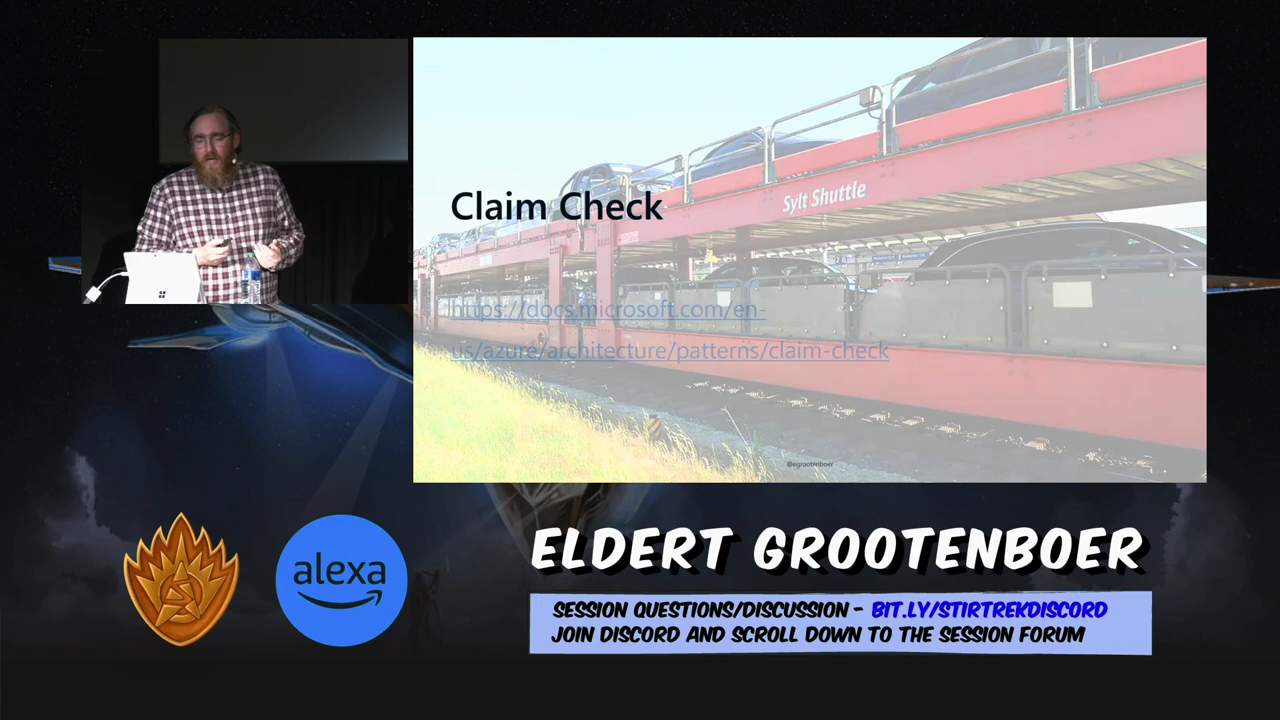 Claim Check
Sylt Shuttle
https://docs.microsoft.com/en-
us/azure/architecture/patterns/claim-check
@egrootenboer
alexa
ELDERT GROOTENBOER
SESSION QUESTIONS/DISCUSSION - BIT.LY/STIRTREKDISCORD
JOIN DISCORD AND SCROLL DOWN TO THE SESSION FORUM